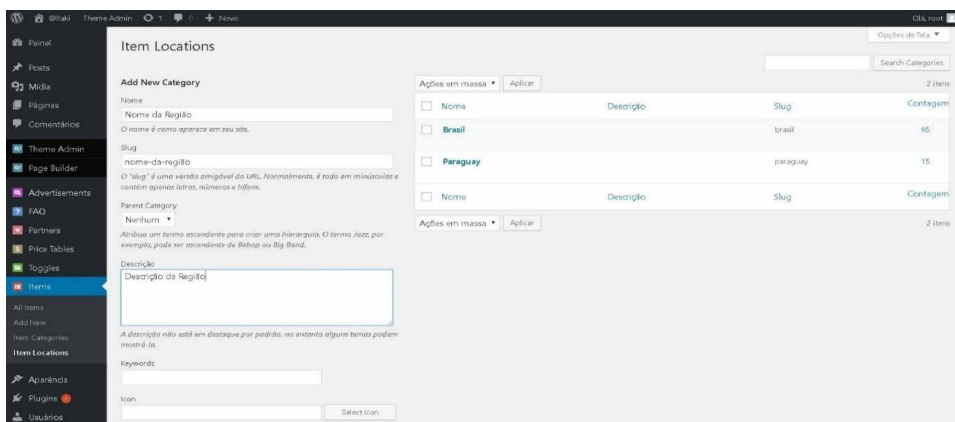 @llaki Theme Admin 1 0 + Novo Olá, root
Opções de Tela ▼
Painel
Posts
Mídia
Páginas
Comentários
Theme Admin
Page Builder
Advertisements
FAQ
Partners
Price Tables
Toggles
Items
All Items
Add New
Item Categories
Item Locations
Aparência
Plugins 1
Usuários
Item Locations
Add New Category
Nome
Nome da Região
O nome é como aparece em seu site.
Slug
nome-da-região
O "slug" é uma versão amigável do URL. Normalmente, é todo em minúsculas e
contém apenas letras, números e hífens.
Parent Category
Nenhum ▼
Atribua um termo ascendente para criar uma hierarquia. O termo Jazz, por
exemplo, pode ser ascendente de Bebop ou Big Band.
Descrição
Descrição da Região
A descrição não está em destaque por padrão, no entanto alguns temas podem
mostrá-la.
Keywords
Icon
Select Icon
Search Categories
Ações em massa ▼ Aplicar 2 itens
Nome Descrição Slug Contagem
Brasil brasil 65
Paraguay paraguay 15
Nome Descrição Slug Contagem
Ações em massa ▼ Aplicar 2 itens